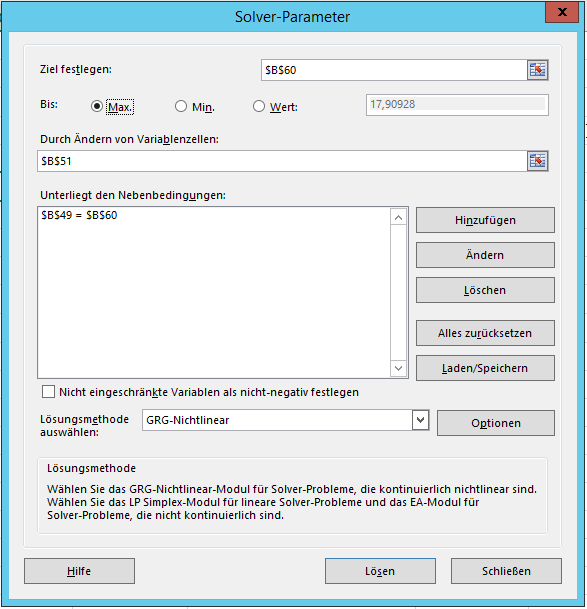 Solver-Parameter
x
Ziel festlegen:
$B$60
Bis:
Max.
Min.
Wert:
17,90928
Durch Ändern von Variablenzellen:
$B$51
Unterliegt den Nebenbedingungen:
$B$49 = $B$60
Hinzufügen
Ändern
Löschen
Alles zurücksetzen
Laden/Speichern
Nicht eingeschränkte Variablen als nicht-negativ festlegen
Lösungsmethode
auswählen:
GRG-Nichtlinear
Optionen
Lösungsmethode
Wählen Sie das GRG-Nichtlinear-Modul für Solver-Probleme, die kontinuierlich nichtlinear sind.
Wählen Sie das LP Simplex-Modul für lineare Solver-Probleme und das EA-Modul für
Solver-Probleme, die nicht kontinuierlich sind.
Hilfe
Lösen
Schließen